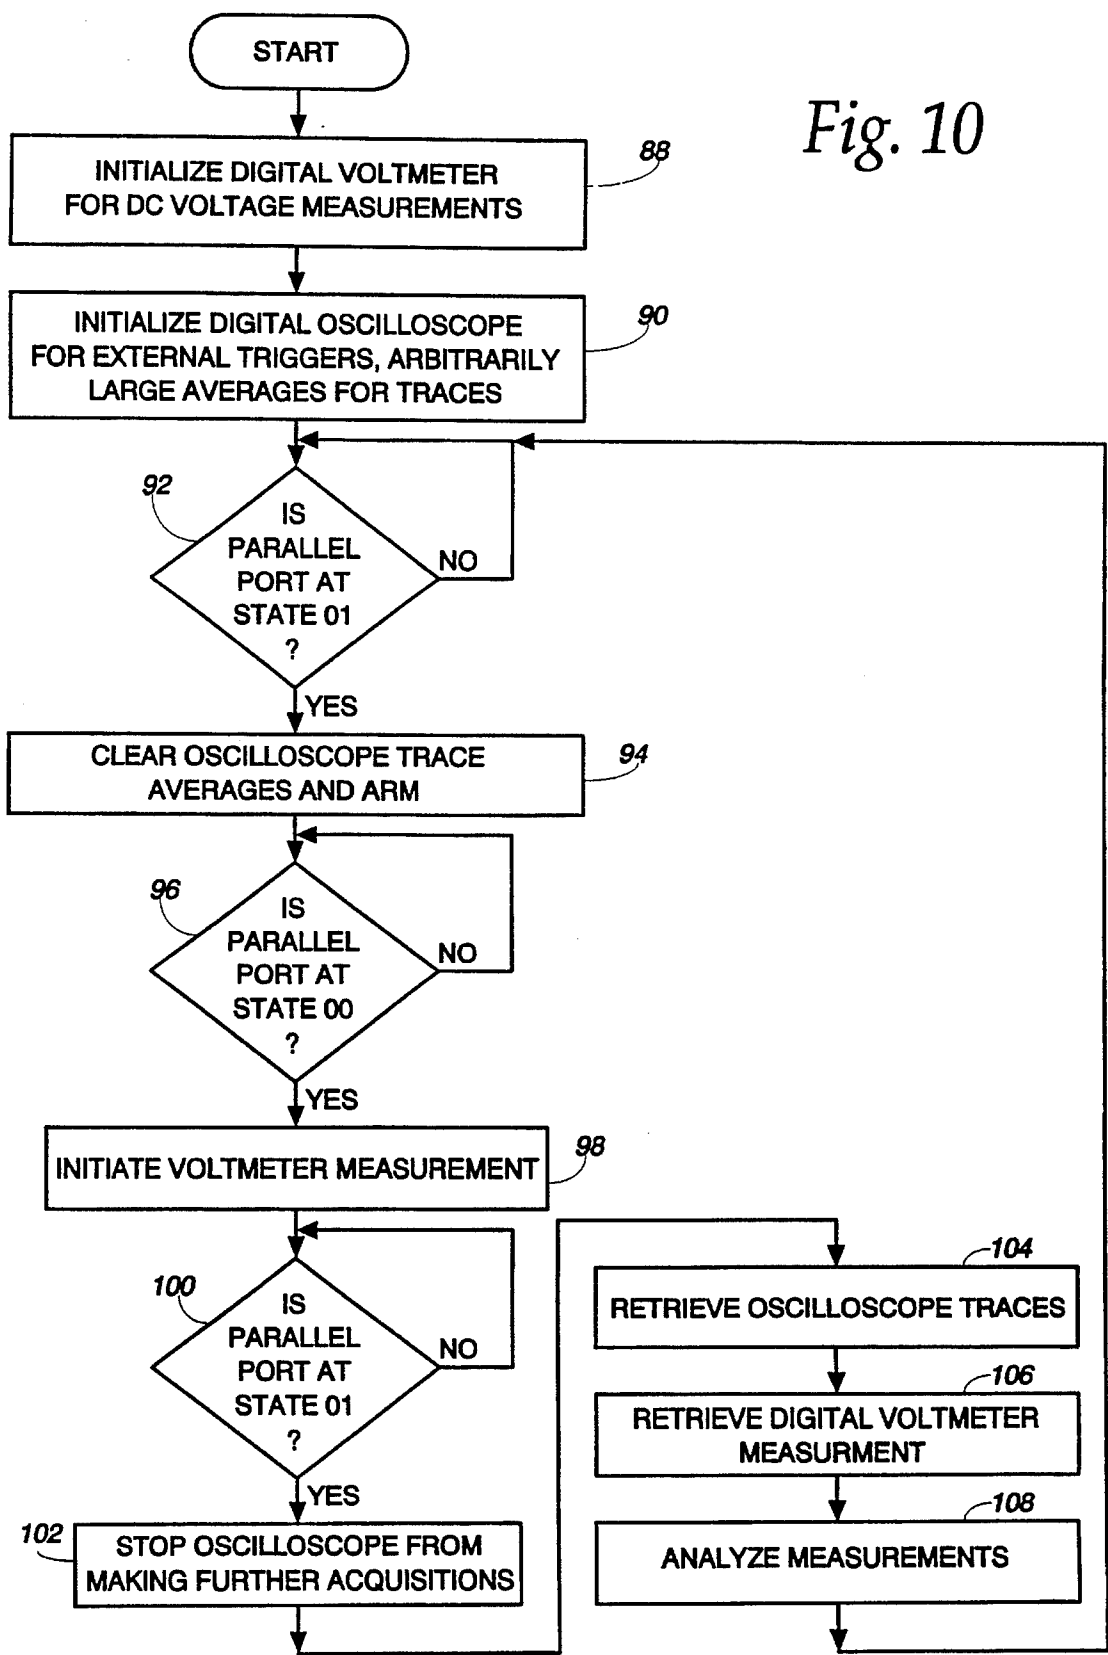 START
Fig. 10
INITIALIZE DIGITAL VOLTMETER
FOR DC VOLTAGE MEASUREMENTS
88
INITIALIZE DIGITAL OSCILLOSCOPE
FOR EXTERNAL TRIGGERS, ARBITRARILY
LARGE AVERAGES FOR TRACES
90
92
IS
PARALLEL
PORT AT
STATE 01
?
NO
YES
CLEAR OSCILLOSCOPE TRACE
AVERAGES AND ARM
94
96
IS
PARALLEL
PORT AT
STATE 00
?
NO
YES
INITIATE VOLTMETER MEASUREMENT
98
100
IS
PARALLEL
PORT AT
STATE 01
?
NO
YES
102
STOP OSCILLOSCOPE FROM
MAKING FURTHER ACQUISITIONS
104
RETRIEVE OSCILLOSCOPE TRACES
106
RETRIEVE DIGITAL VOLTMETER
MEASURMENT
108
ANALYZE MEASUREMENTS